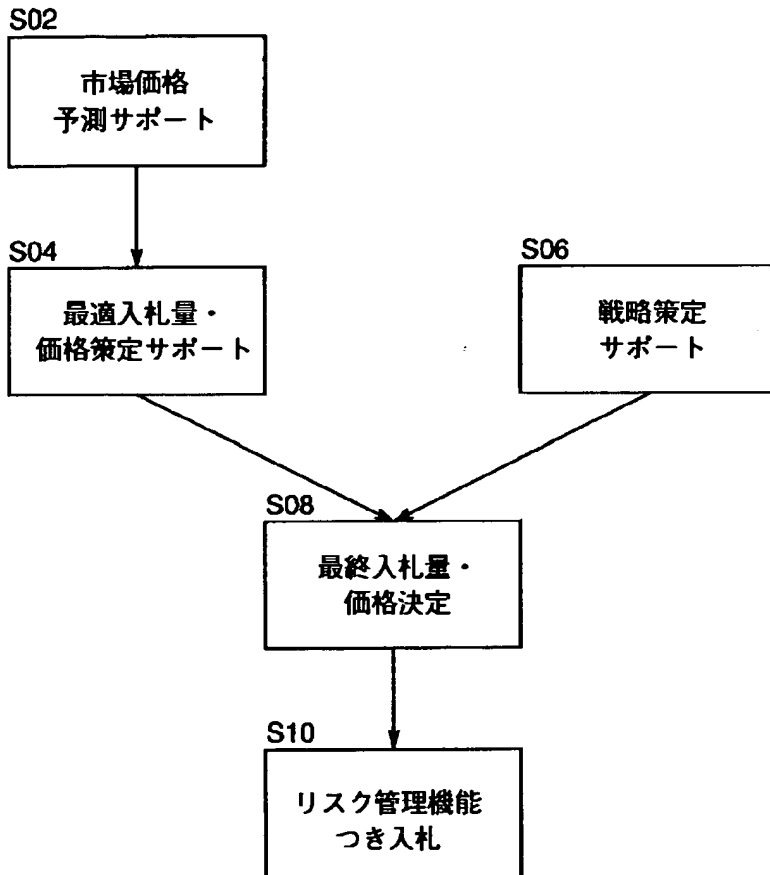 S02
市場価格
予測サポート
S04
最適入札量・
価格策定サポート
S06
戦略策定
サポート
S08
最終入札量・
価格決定
S10
リスク管理機能
つき入札